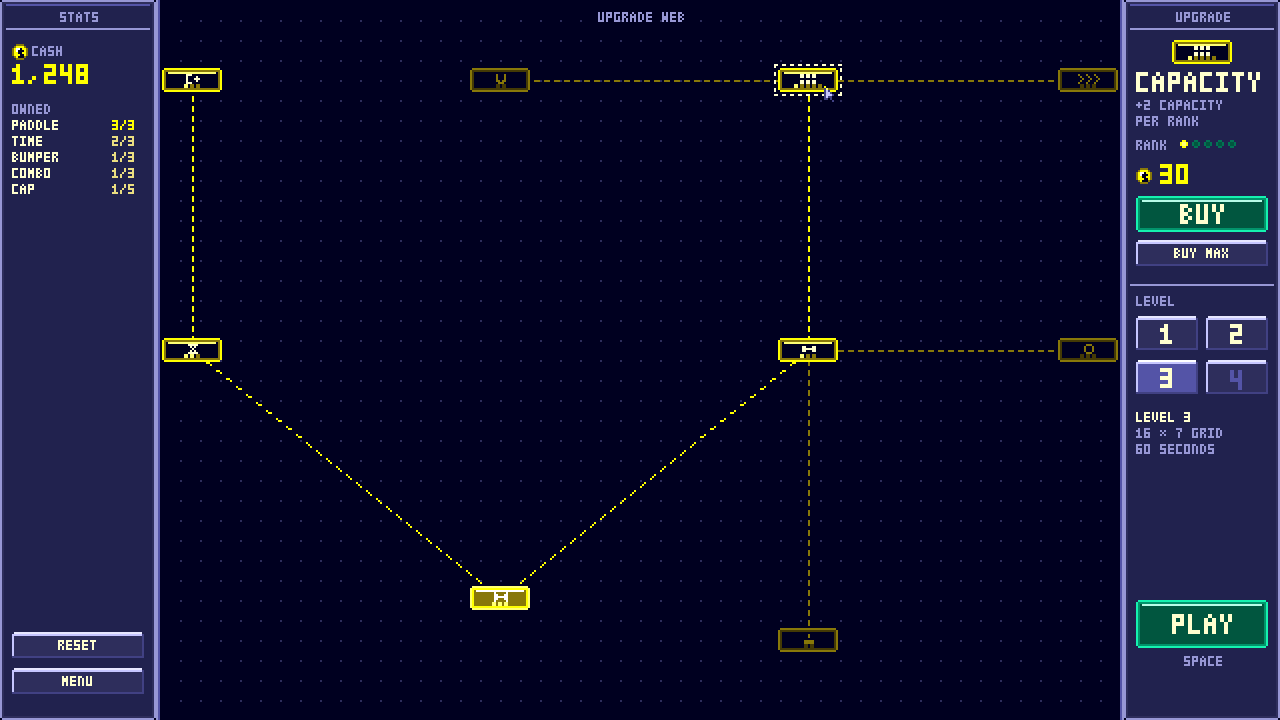 STATS
CASH
1,248
OWNED
PADDLE 3/3
TIME 2/3
BUMPER 1/3
COMBO 1/3
CAP 1/5
RESET
MENU
UPGRADE WEB
UPGRADE
CAPACITY
+2 CAPACITY
PER RANK
RANK
30
BUY
BUY MAX
LEVEL
1 2
3 4
LEVEL 3
16 × 7 GRID
60 SECONDS
PLAY
SPACE